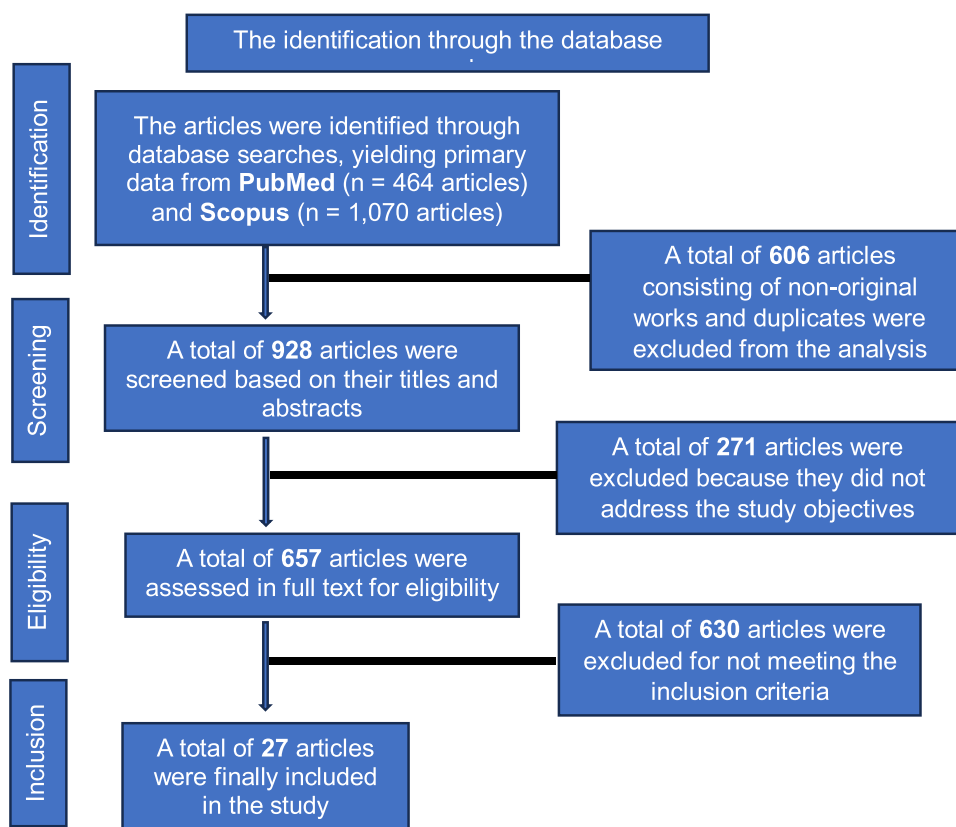 The identification through the database
.
Identification
The articles were identified through
database searches, yielding primary
data from PubMed (n = 464 articles)
and Scopus (n = 1,070 articles)
A total of 606 articles
consisting of non-original
works and duplicates were
excluded from the analysis
Screening
A total of 928 articles were
screened based on their titles and
abstracts
A total of 271 articles were
excluded because they did not
address the study objectives
Eligibility
A total of 657 articles were
assessed in full text for eligibility
A total of 630 articles were
excluded for not meeting the
inclusion criteria
Inclusion
A total of 27 articles
were finally included
in the study